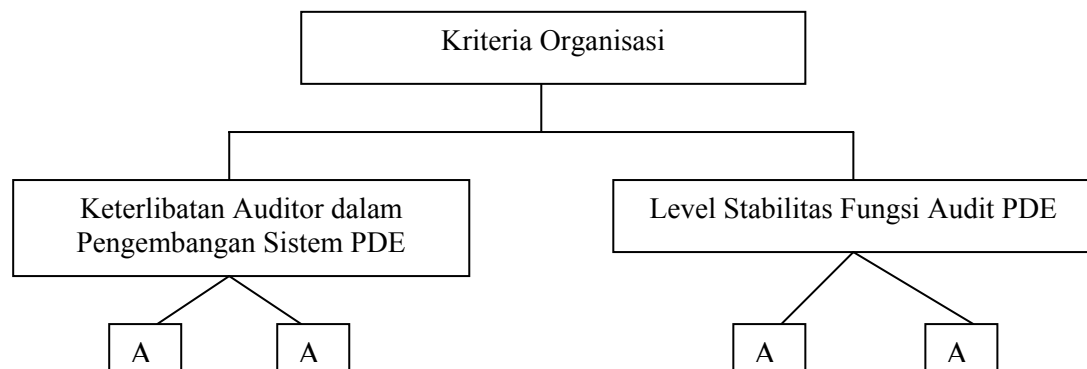 Kriteria Organisasi
Keterlibatan Auditor dalam
Pengembangan Sistem PDE
Level Stabilitas Fungsi Audit PDE
A
A
A
A